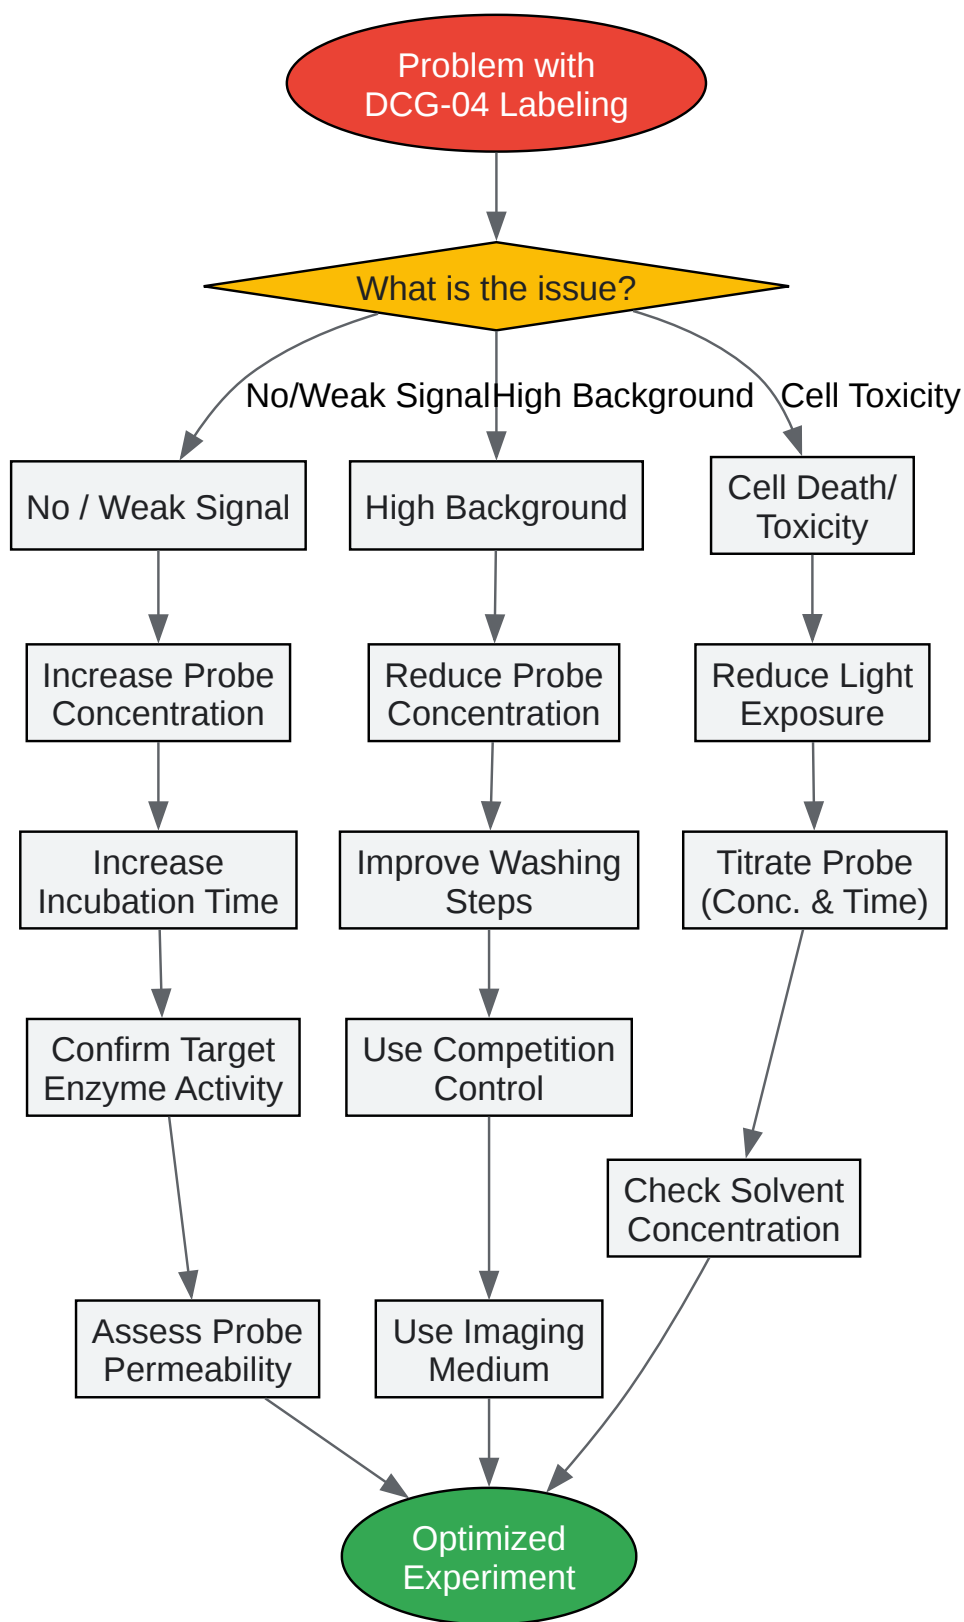 Problem with
DCG-04 Labeling
What is the issue?
No/Weak Signal
High Background
Cell Toxicity
No / Weak Signal
High Background
Cell Death/
Toxicity
Increase Probe
Concentration
Reduce Probe
Concentration
Reduce Light
Exposure
Increase
Incubation Time
Improve Washing
Steps
Titrate Probe
(Conc. & Time)
Confirm Target
Enzyme Activity
Use Competition
Control
Check Solvent
Concentration
Assess Probe
Permeability
Use Imaging
Medium
Optimized
Experiment